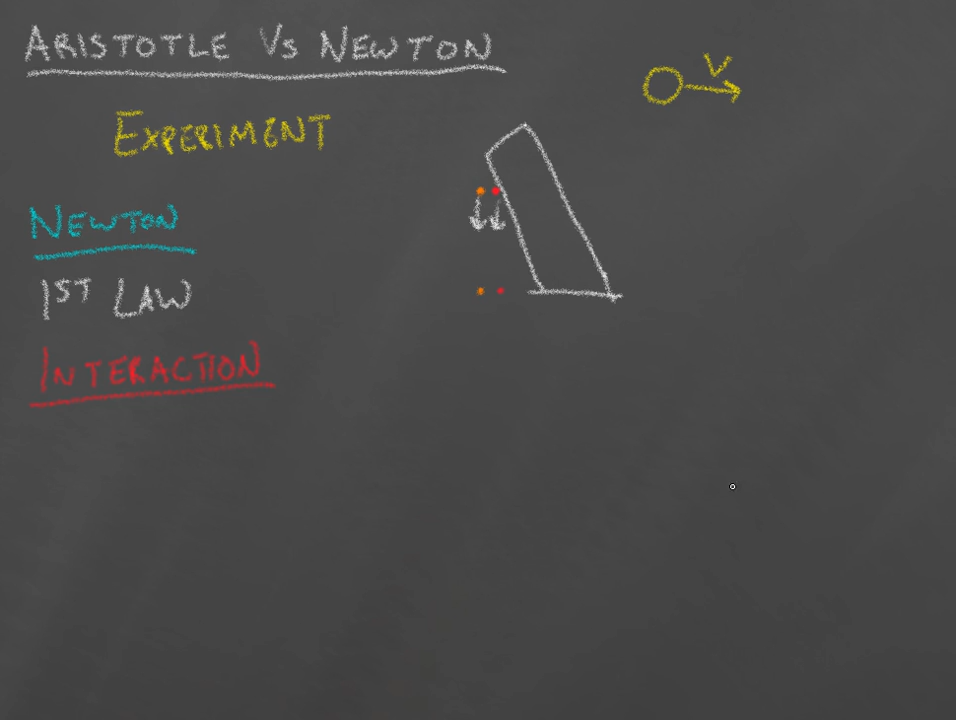 ARISTOTLE Vs NEWTON
V
EXPERIMENT
NEWTON
1ST LAW
INTERACTION